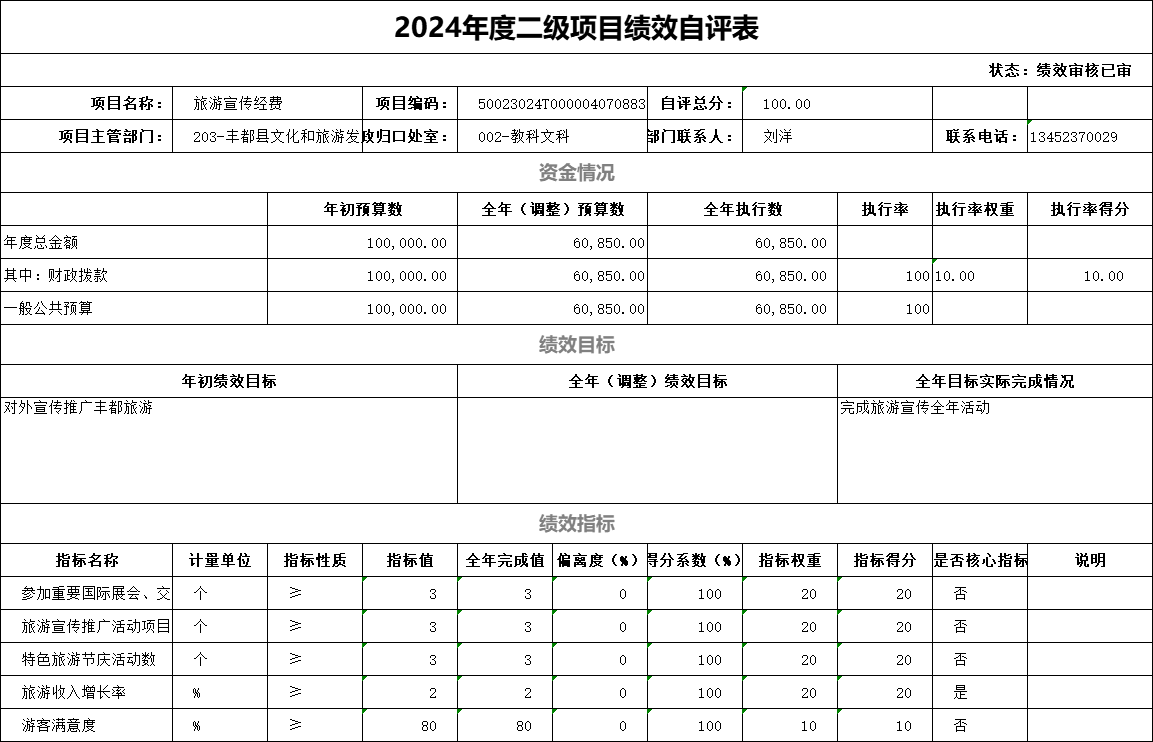 2024年度二级项目绩效自评表
状态：绩效审核已审
项目名称： 旅游宣传经费 项目编码： 50023024T000004070883 自评总分： 100.00
项目主管部门： 203-丰都县文化和旅游发 政归口处室： 002-教科文科 部门联系人： 刘洋 联系电话： 13452370029
资金情况
年初预算数 全年（调整）预算数 全年执行数 执行率 执行率权重 执行率得分
年度总金额 100,000.00 60,850.00 60,850.00
其中：财政拨款 100,000.00 60,850.00 60,850.00 100 10.00 10.00
一般公共预算 100,000.00 60,850.00 60,850.00 100
绩效目标
年初绩效目标 全年（调整）绩效目标 全年目标实际完成情况
对外宣传推广丰都旅游 完成旅游宣传全年活动
绩效指标
指标名称 计量单位 指标性质 指标值 全年完成值 偏离度（%） 得分系数（%） 指标权重 指标得分 是否核心指标 说明
参加重要国际展会、交 个 ≥ 3 3 0 100 20 20 否
旅游宣传推广活动项目 个 ≥ 3 3 0 100 20 20 否
特色旅游节庆活动数 个 ≥ 3 3 0 100 20 20 否
旅游收入增长率 % ≥ 2 2 0 100 20 20 是
游客满意度 % ≥ 80 80 0 100 10 10 否